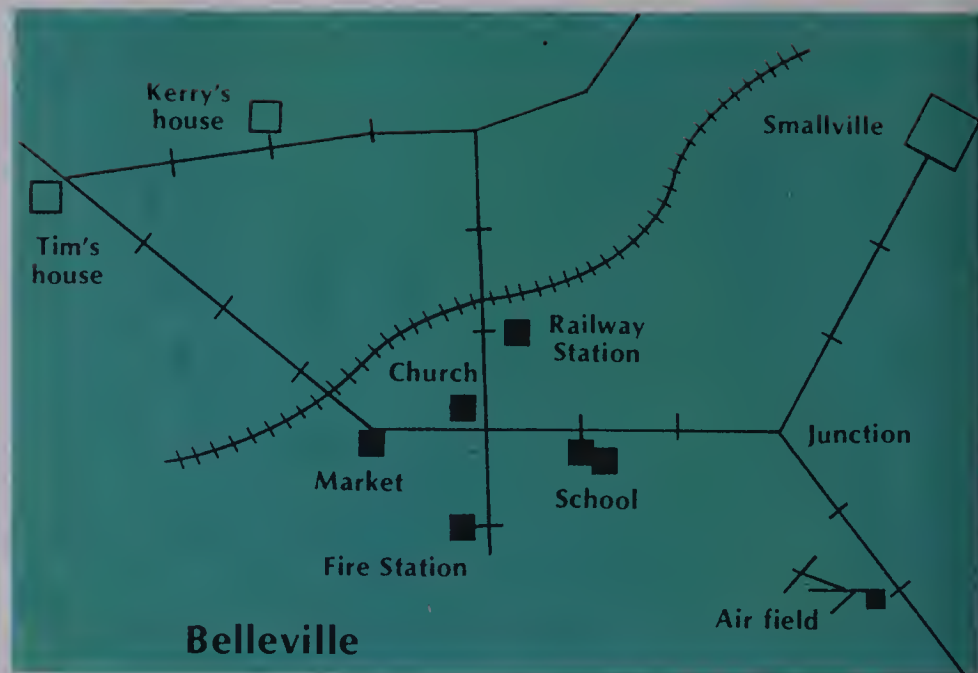 Kerry's
house
Smallville
Tim's
house
Railway
Station
Church
Junction
Market
School
Fire Station
Air field
Belleville